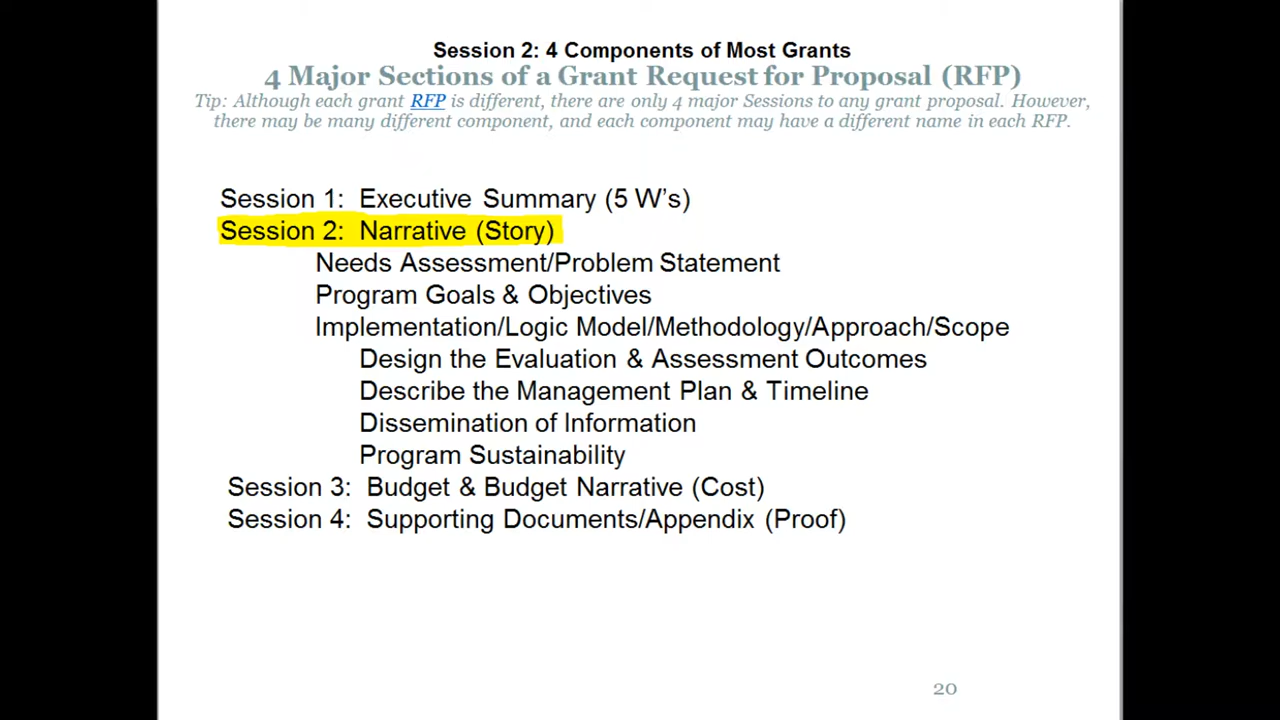 Session 2: 4 Components of Most Grants
4 Major Sections of a Grant Request for Proposal (RFP)
Tip: Although each grant RFP is different, there are only 4 major Sessions to any grant proposal. However,
there may be many different component, and each component may have a different name in each RFP.
Session 1: Executive Summary (5 W's)
Session 2: Narrative (Story)
Needs Assessment/Problem Statement
Program Goals & Objectives
Implementation/Logic Model/Methodology/Approach/Scope
Design the Evaluation & Assessment Outcomes
Describe the Management Plan & Timeline
Dissemination of Information
Program Sustainability
Session 3: Budget & Budget Narrative (Cost)
Session 4: Supporting Documents/Appendix (Proof)
20